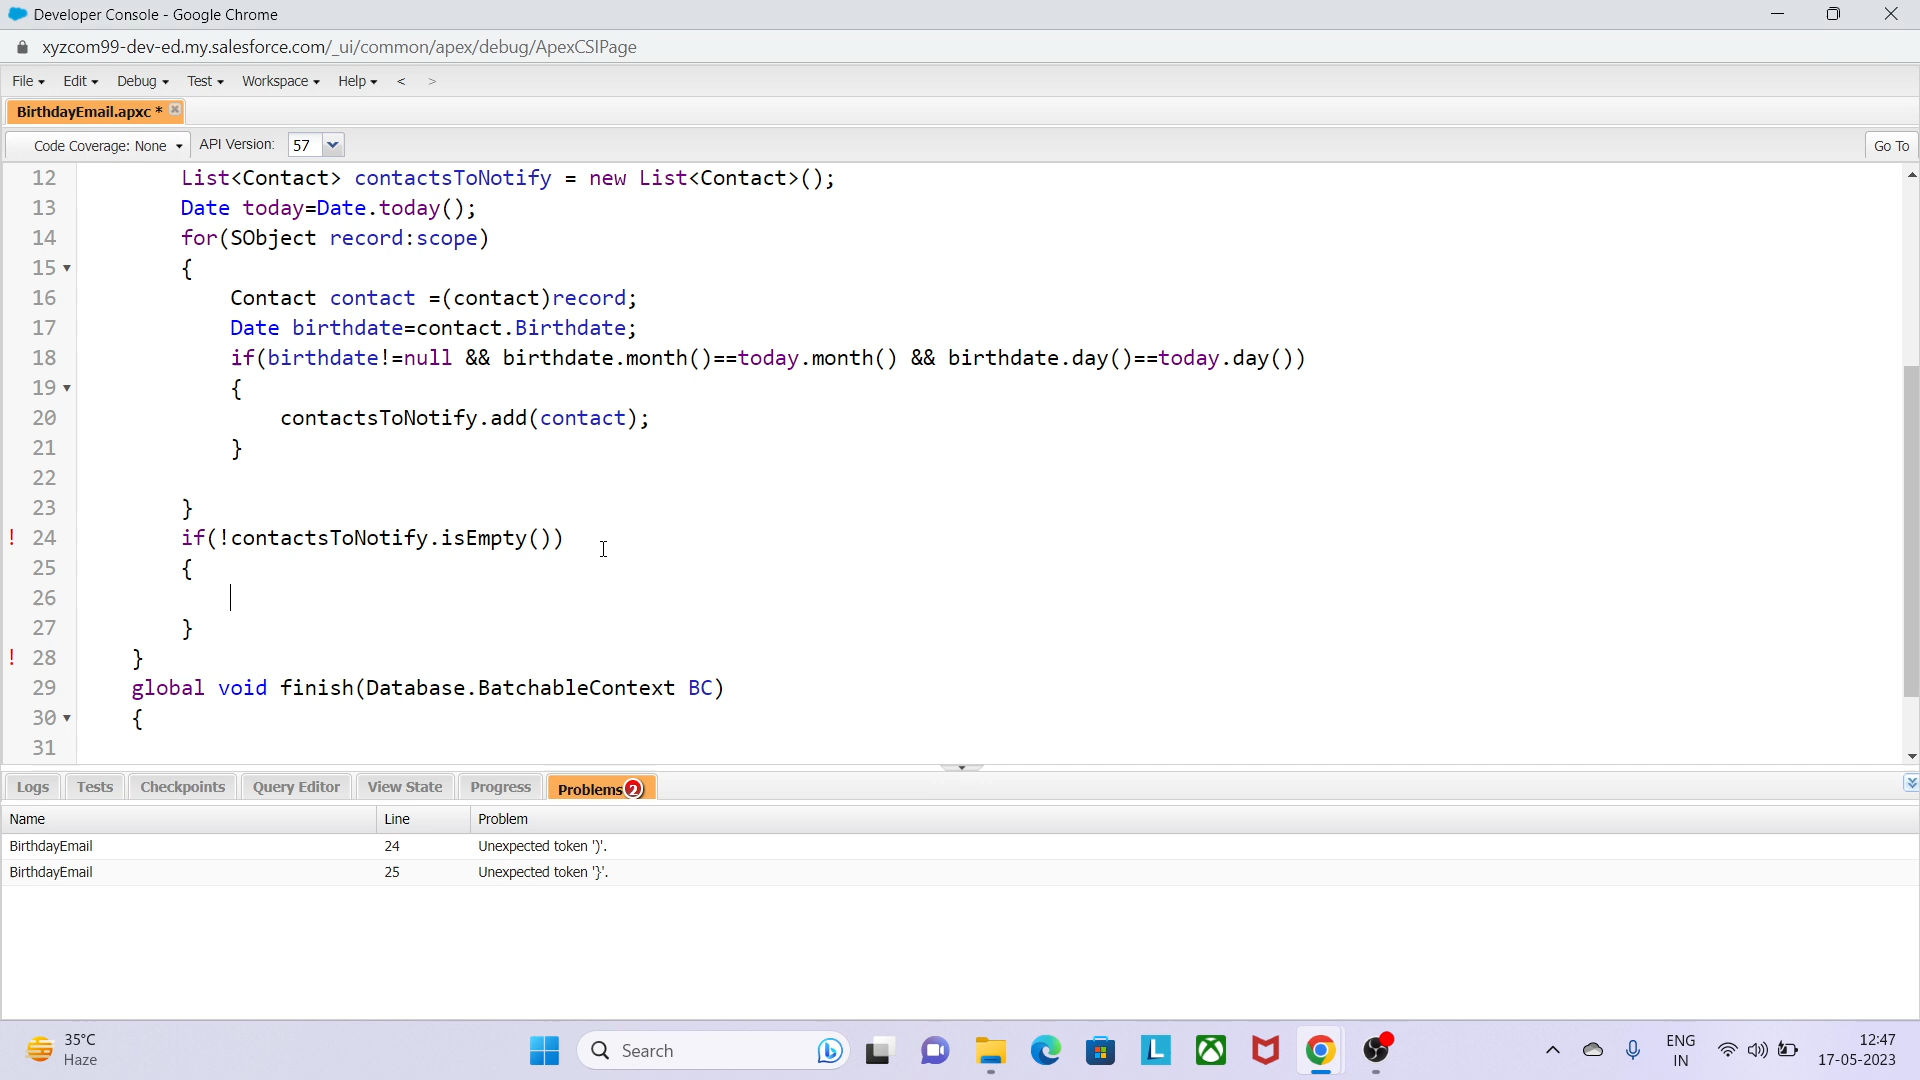 Developer Console - Google Chrome
xyzcom99-dev-ed.my.salesforce.com/_ui/common/apex/debug/ApexCSIPage
File Edit Debug Test Workspace Help < >
BirthdayEmail.apxc *
Code Coverage: None API Version: 57 Go To
12 List<Contact> contactsToNotify = new List<Contact>();
13 Date today=Date.today();
14 for(SObject record:scope)
15 {
16 Contact contact =(contact)record;
17 Date birthdate=contact.Birthdate;
18 if(birthdate!=null && birthdate.month()==today.month() && birthdate.day()==today.day())
19 {
20 contactsToNotify.add(contact);
21 }
22
23 }
! 24 if(!contactsToNotify.isEmpty())
25 {
26
27 }
! 28 }
29 global void finish(Database.BatchableContext BC)
30 {
31
Logs Tests Checkpoints Query Editor View State Progress Problems 2
Name Line Problem
BirthdayEmail 24 Unexpected token ')'.
BirthdayEmail 25 Unexpected token '}'.
35°C
Haze
Search
ENG
IN
12:47
17-05-2023